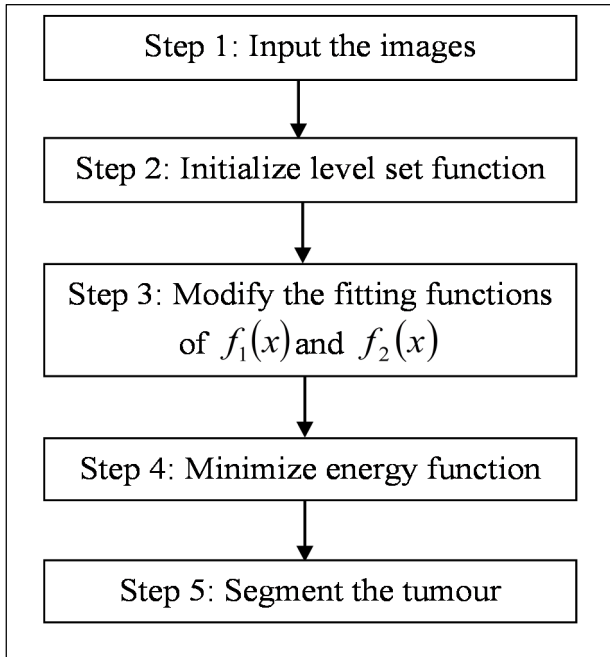 Step 1: Input the images
Step 2: Initialize level set function
Step 3: Modify the fitting functions
of f₁(x) and f₂(x)
Step 4: Minimize energy function
Step 5: Segment the tumour